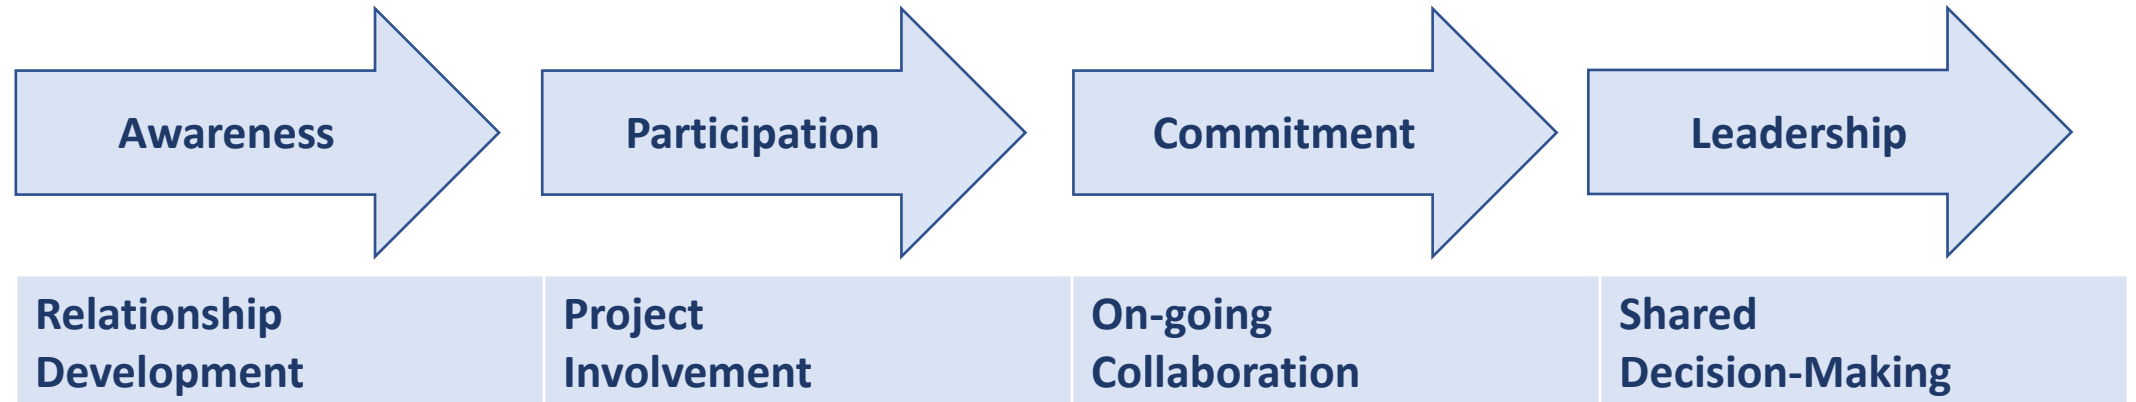 Awareness
Participation
Commitment
Leadership
Relationship
Development
Project
Involvement
On-going
Collaboration
Shared
Decision-Making